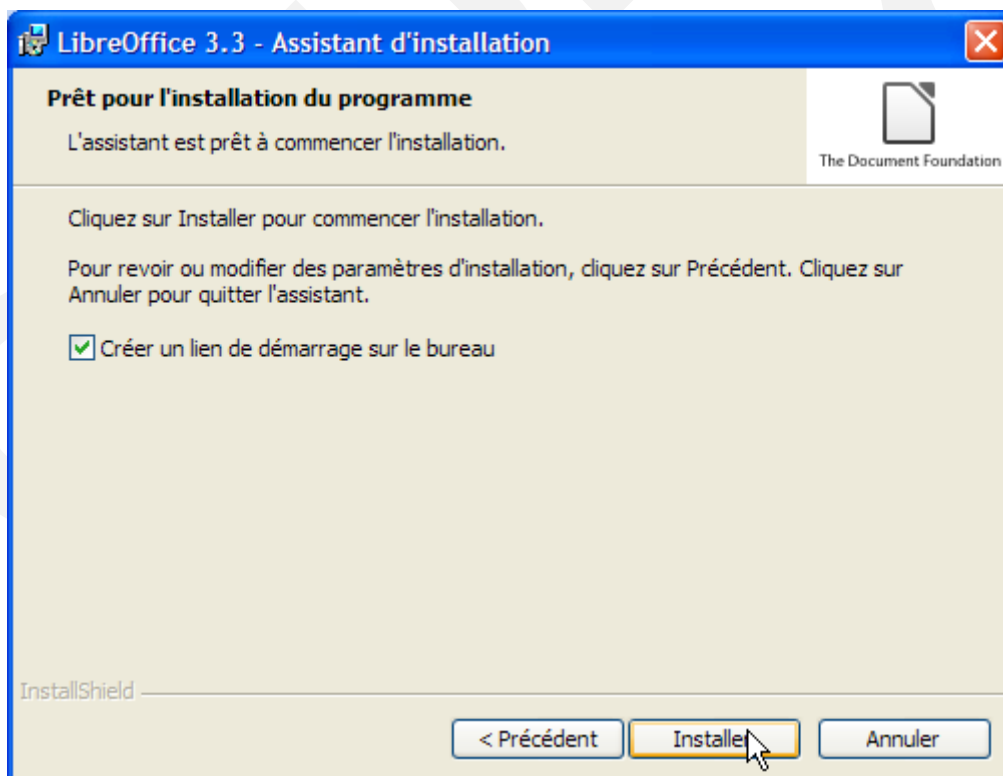 LibreOffice 3.3 - Assistant d'installation
Prêt pour l'installation du programme
L'assistant est prêt à commencer l'installation.
The Document Foundation
Cliquez sur Installer pour commencer l'installation.
Pour revoir ou modifier des paramètres d'installation, cliquez sur Précédent. Cliquez sur
Annuler pour quitter l'assistant.
Créer un lien de démarrage sur le bureau
InstallShield
< Précédent
Installer
Annuler